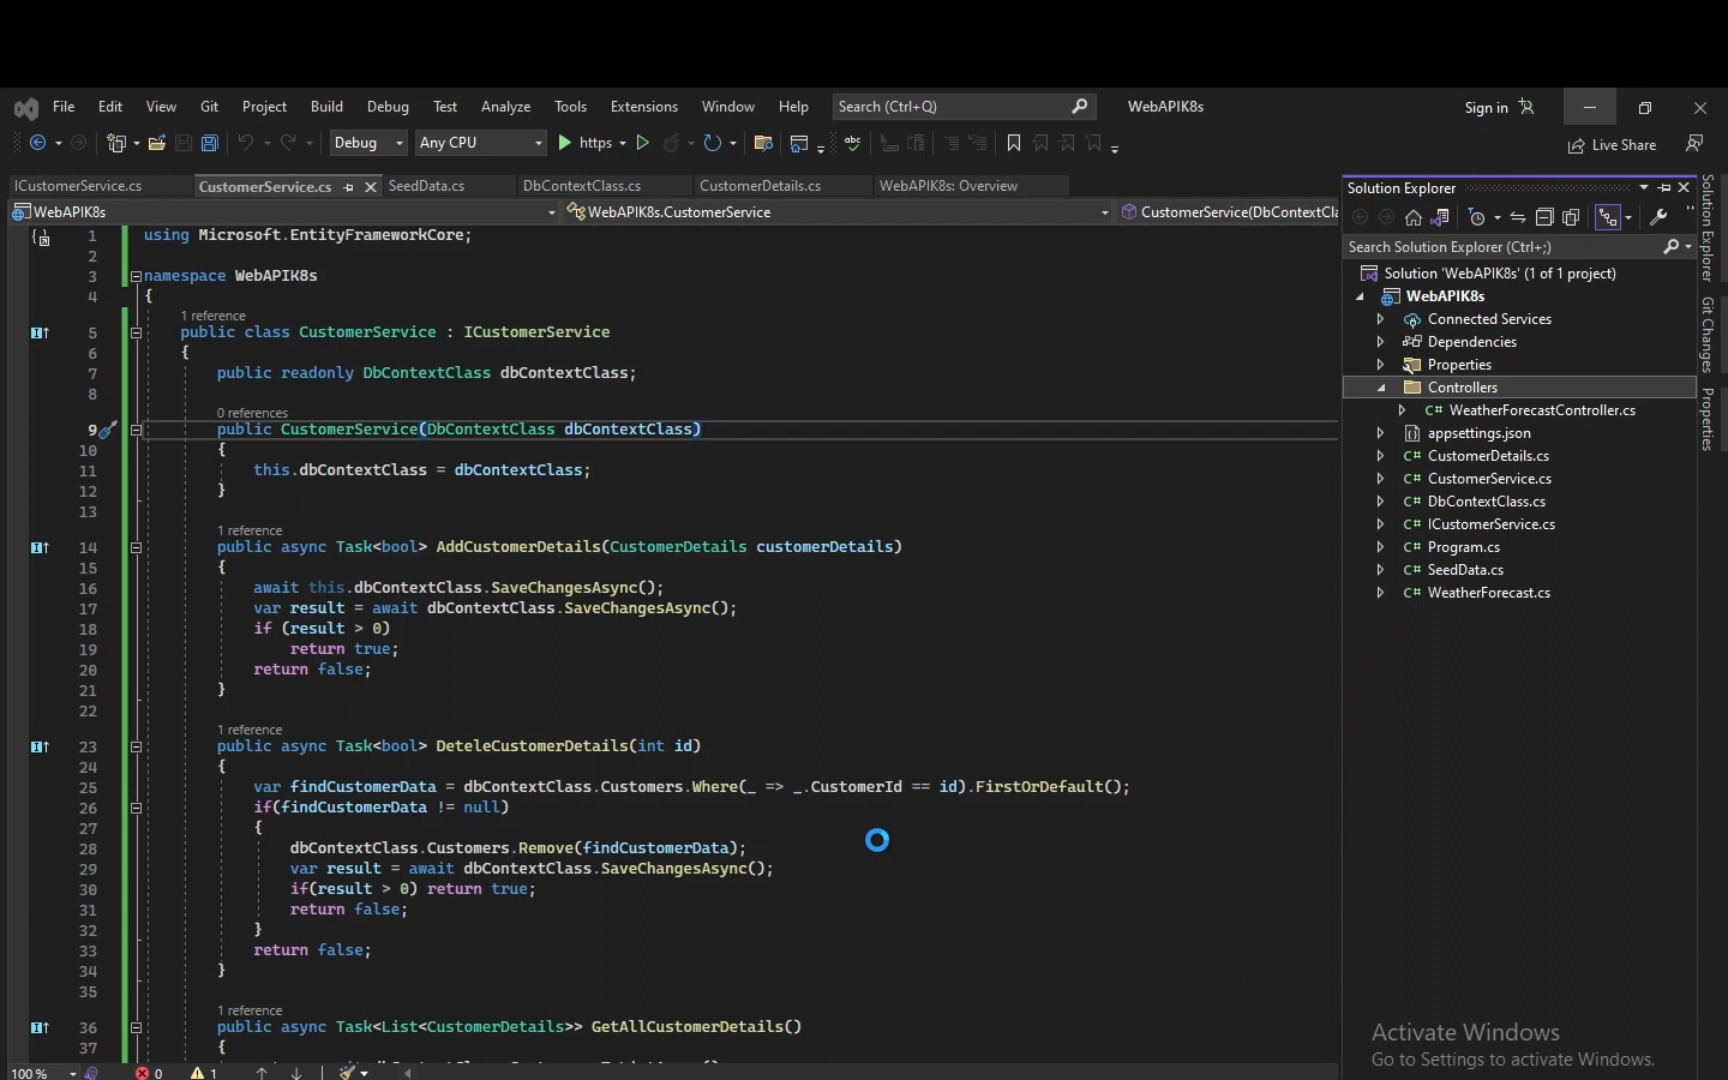 File Edit View Git Project Build Debug Test Analyze Tools Extensions Window Help Search (Ctrl+Q) WebAPIK8s Sign in
Debug Any CPU https Live Share
ICustomerService.cs CustomerService.cs SeedData.cs DbContextClass.cs CustomerDetails.cs WebAPIK8s: Overview
WebAPIK8s WebAPIK8s.CustomerService CustomerService(DbContextCla
1 using Microsoft.EntityFrameworkCore;
2
3 namespace WebAPIK8s
4 {
1 reference
5 public class CustomerService : ICustomerService
6 {
7 public readonly DbContextClass dbContextClass;
8
0 references
9 public CustomerService(DbContextClass dbContextClass)
10 {
11 this.dbContextClass = dbContextClass;
12 }
13
1 reference
14 public async Task<bool> AddCustomerDetails(CustomerDetails customerDetails)
15 {
16 await this.dbContextClass.SaveChangesAsync();
17 var result = await dbContextClass.SaveChangesAsync();
18 if (result > 0)
19 return true;
20 return false;
21 }
22
1 reference
23 public async Task<bool> DeteleCustomerDetails(int id)
24 {
25 var findCustomerData = dbContextClass.Customers.Where(_ => _.CustomerId == id).FirstOrDefault();
26 if(findCustomerData != null)
27 {
28 dbContextClass.Customers.Remove(findCustomerData);
29 var result = await dbContextClass.SaveChangesAsync();
30 if(result > 0) return true;
31 return false;
32 }
33 return false;
34 }
35
1 reference
36 public async Task<List<CustomerDetails>> GetAllCustomerDetails()
37 {
100 % 0 1
Solution Explorer
Search Solution Explorer (Ctrl+;)
Solution 'WebAPIK8s' (1 of 1 project)
WebAPIK8s
Connected Services
Dependencies
Properties
Controllers
C# WeatherForecastController.cs
appsettings.json
C# CustomerDetails.cs
C# CustomerService.cs
C# DbContextClass.cs
C# ICustomerService.cs
C# Program.cs
C# SeedData.cs
C# WeatherForecast.cs
Solution Explorer
Git Changes
Properties
Activate Windows
Go to Settings to activate Windows.